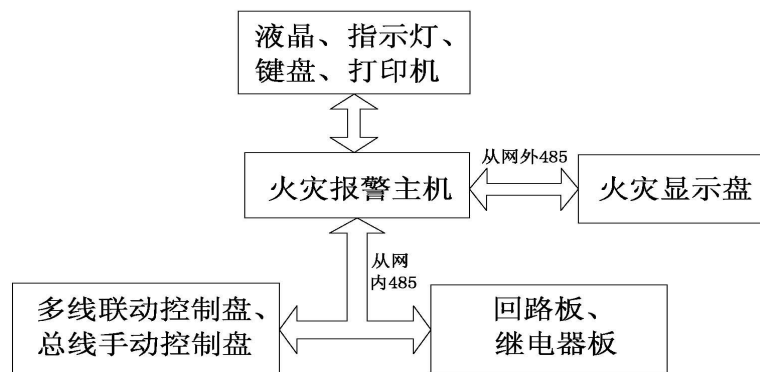 液晶、指示灯、
键盘、打印机
从网外485
火灾报警主机
火灾显示盘
从网
内485
多线联动控制盘、
总线手动控制盘
回路板、
继电器板